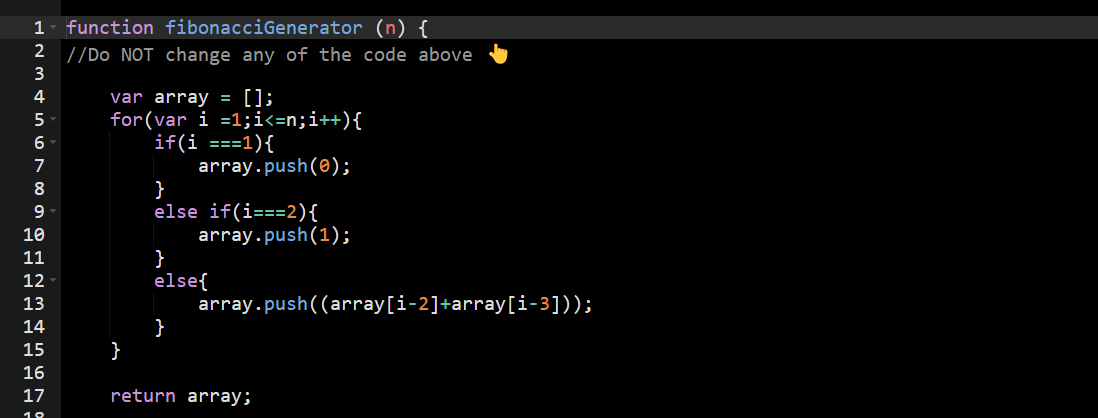 1 function fibonacciGenerator (n) {
2 //Do NOT change any of the code above 👆
3
4     var array = [];
5     for(var i =1;i<=n;i++){
6         if(i ===1){
7             array.push(0);
8         }
9         else if(i===2){
10             array.push(1);
11         }
12         else{
13             array.push((array[i-2]+array[i-3]));
14         }
15     }
16
17     return array;
18